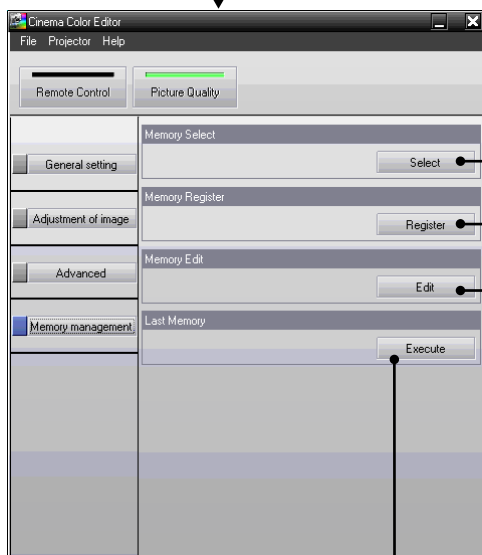 Cinema Color Editor
File Projector Help
Remote Control Picture Quality
Memory Select
General setting Select
Memory Register
Adjustment of image Register
Memory Edit
Advanced Edit
Last Memory
Memory management Execute